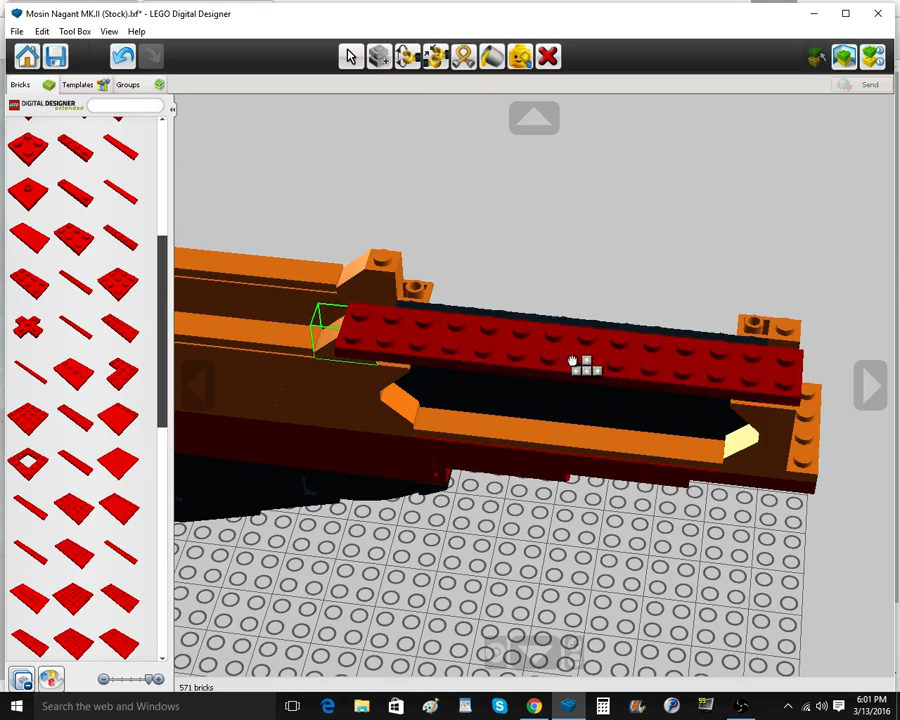 Mosin Nagant MK.II (Stock).lxf* - LEGO Digital Designer
File Edit Tool Box View Help
Bricks Templates Groups Send
LEGO DIGITAL DESIGNER
extended
571 bricks
Search the web and Windows
99+
6:01 PM
3/13/2016